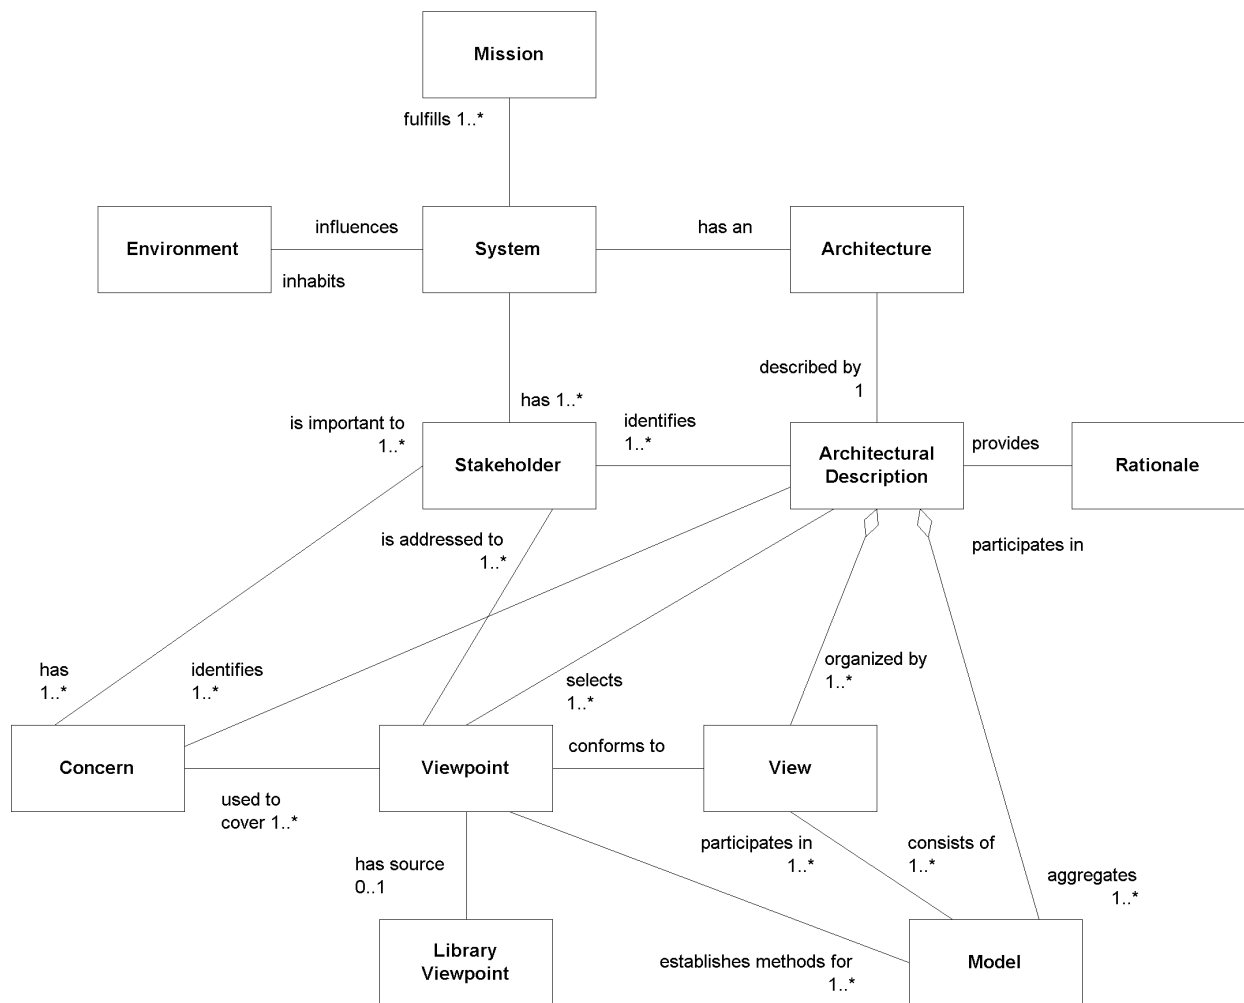 Mission
fulfills 1..*
influences
has an
Environment
System
Architecture
inhabits
described by
1
has 1..*
is important to
1..*
identifies
1..*
Stakeholder
Architectural
Description
provides
Rationale
is addressed to
1..*
participates in
has
1..*
identifies
1..*
selects
1..*
organized by
1..*
Concern
Viewpoint
conforms to
View
used to
cover 1..*
has source
0..1
participates in
1..*
consists of
1..*
aggregates
1..*
Library
Viewpoint
establishes methods for
1..*
Model